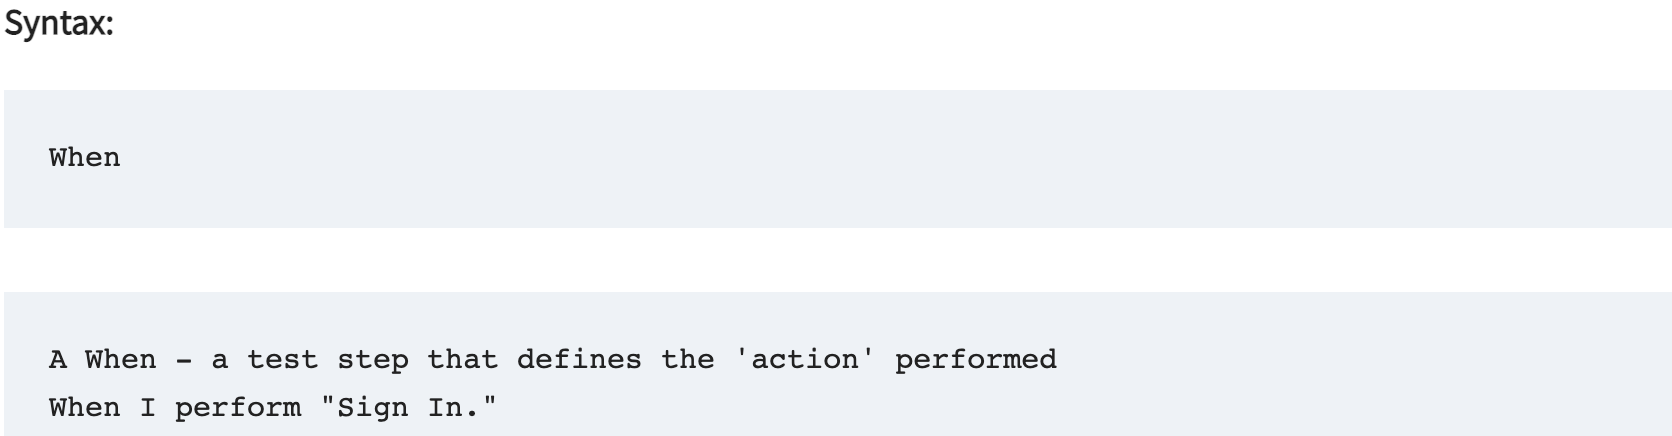 Syntax:
When
A When – a test step that defines the 'action' performed
When I perform "Sign In."